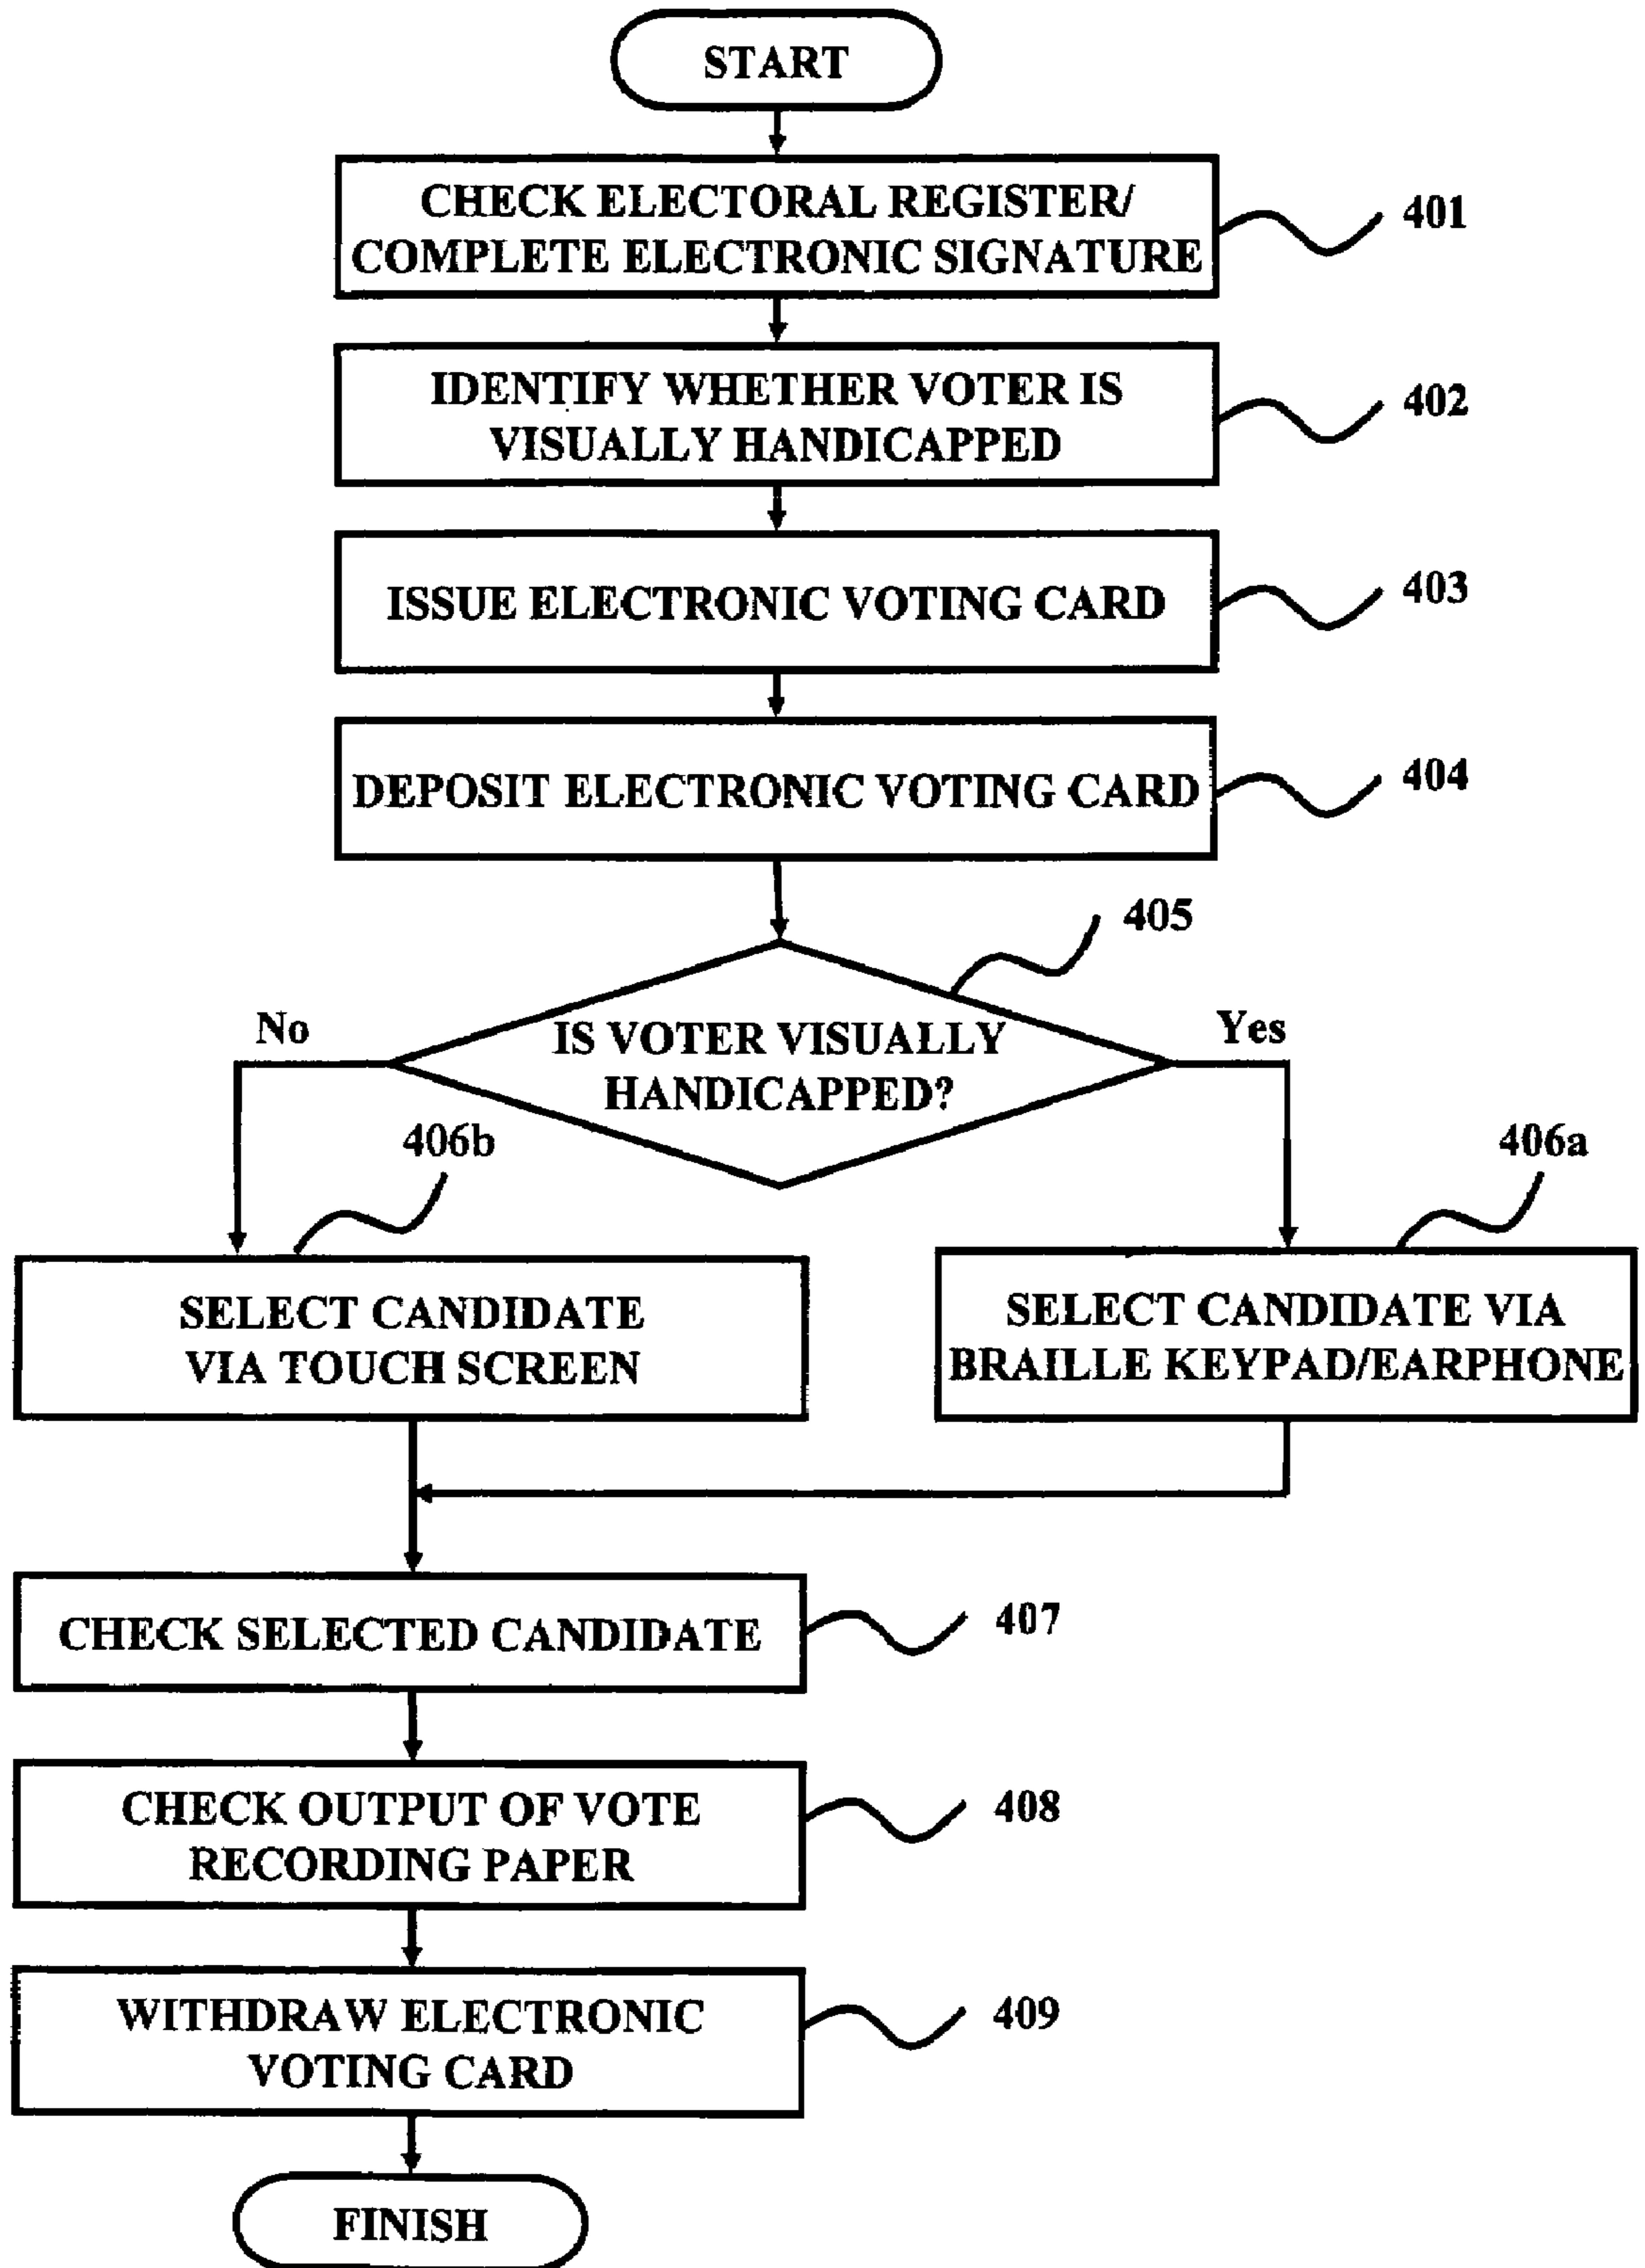 START
CHECK ELECTORAL REGISTER/
COMPLETE ELECTRONIC SIGNATURE
401
IDENTIFY WHETHER VOTER IS
VISUALLY HANDICAPPED
402
ISSUE ELECTRONIC VOTING CARD
403
DEPOSIT ELECTRONIC VOTING CARD
404
405
IS VOTER VISUALLY
HANDICAPPED?
No
Yes
406b
406a
SELECT CANDIDATE
VIA TOUCH SCREEN
SELECT CANDIDATE VIA
BRAILLE KEYPAD/EARPHONE
CHECK SELECTED CANDIDATE
407
CHECK OUTPUT OF VOTE
RECORDING PAPER
408
WITHDRAW ELECTRONIC
VOTING CARD
409
FINISH